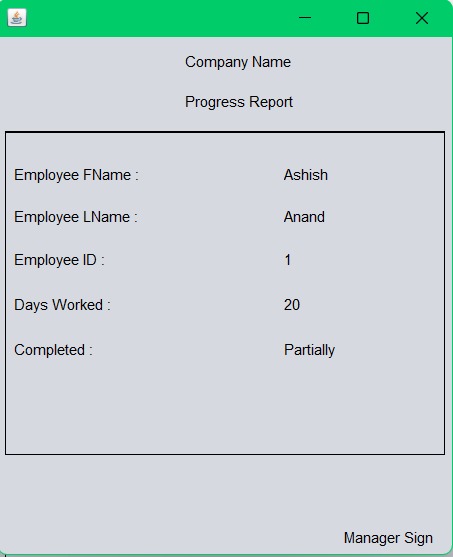 Company Name
Progress Report
Employee FName : Ashish
Employee LName : Anand
Employee ID : 1
Days Worked : 20
Completed : Partially
Manager Sign